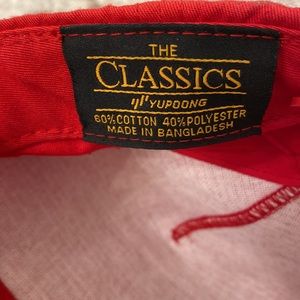 THE
CLASSICS
YUPOONG
60%COTTON 40%POLYESTER
MADE IN BANGLADESH